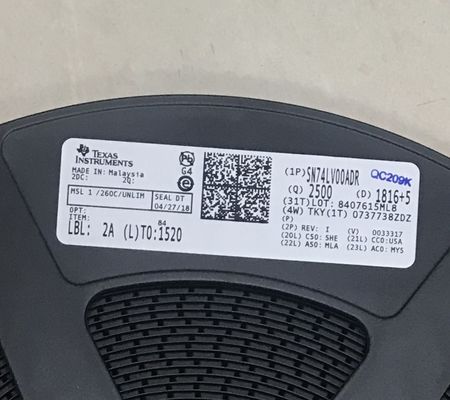 TEXAS
INSTRUMENTS
MADE IN: Malaysia
2DC: 2Q:
MSL 1 /260C/UNLIM
SEAL DT
04/27/18
OPT:
ITEM:
84
LBL: 2A (L)TO:1520
Pb
G4
e
(1P) SN74LV00ADR
QC209K
(Q) 2500 (D) 1816+5
(31T)LOT: 8407615ML8
(4W) TKY(1T) 0737738ZDZ
(P)
(2P) REV: I (V) 0033317
(20L) CSO: SHE (21L) CCO:USA
(22L) ASO: MLA (23L) ACO: MYS